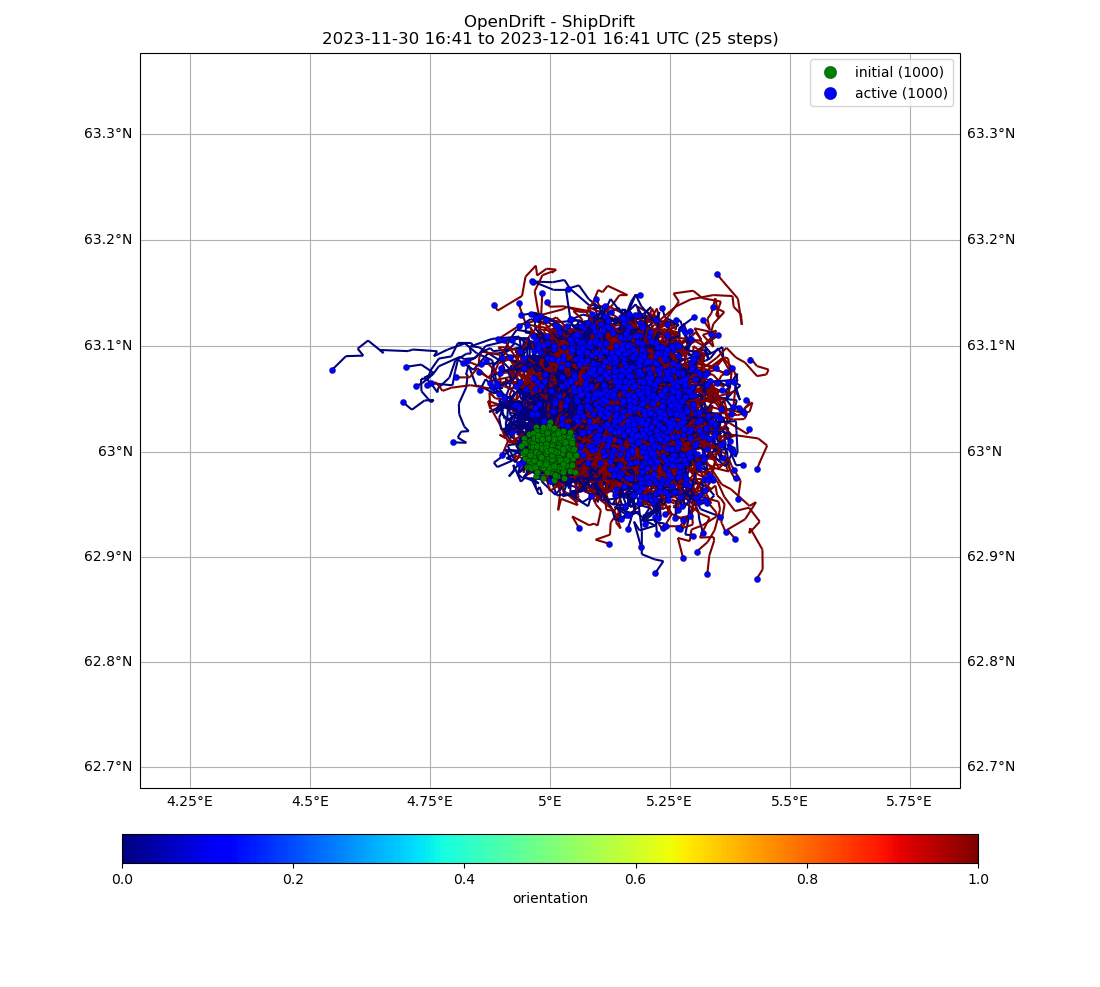 OpenDrift - ShipDrift
2023-11-30 16:41 to 2023-12-01 16:41 UTC (25 steps)
initial (1000)
active (1000)
63.3°N 63.3°N
63.2°N 63.2°N
63.1°N 63.1°N
63°N 63°N
62.9°N 62.9°N
62.8°N 62.8°N
62.7°N 62.7°N
4.25°E 4.5°E 4.75°E 5°E 5.25°E 5.5°E 5.75°E
0.0 0.2 0.4 0.6 0.8 1.0
orientation